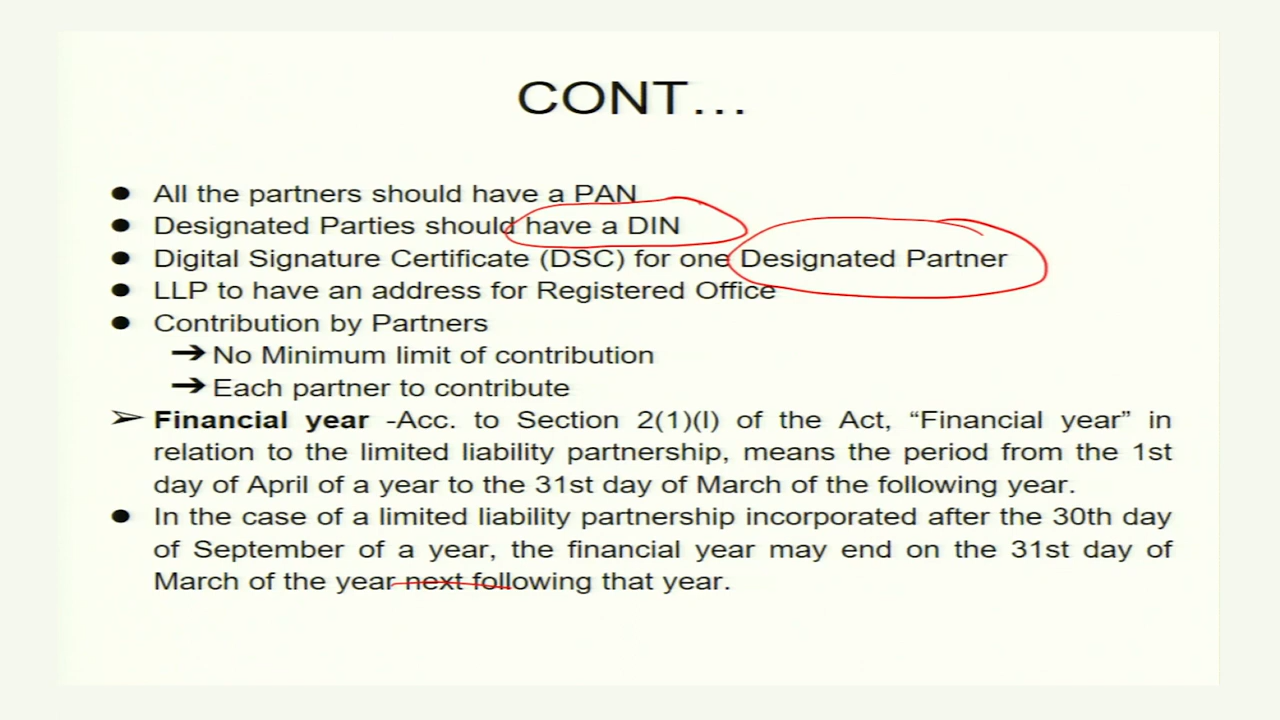 CONT...
● All the partners should have a PAN
● Designated Parties should have a DIN
● Digital Signature Certificate (DSC) for one Designated Partner
● LLP to have an address for Registered Office
● Contribution by Partners
➔ No Minimum limit of contribution
➔ Each partner to contribute
➢ Financial year -Acc. to Section 2(1)(l) of the Act, “Financial year” in
relation to the limited liability partnership, means the period from the 1st
day of April of a year to the 31st day of March of the following year.
● In the case of a limited liability partnership incorporated after the 30th day
of September of a year, the financial year may end on the 31st day of
March of the year next following that year.